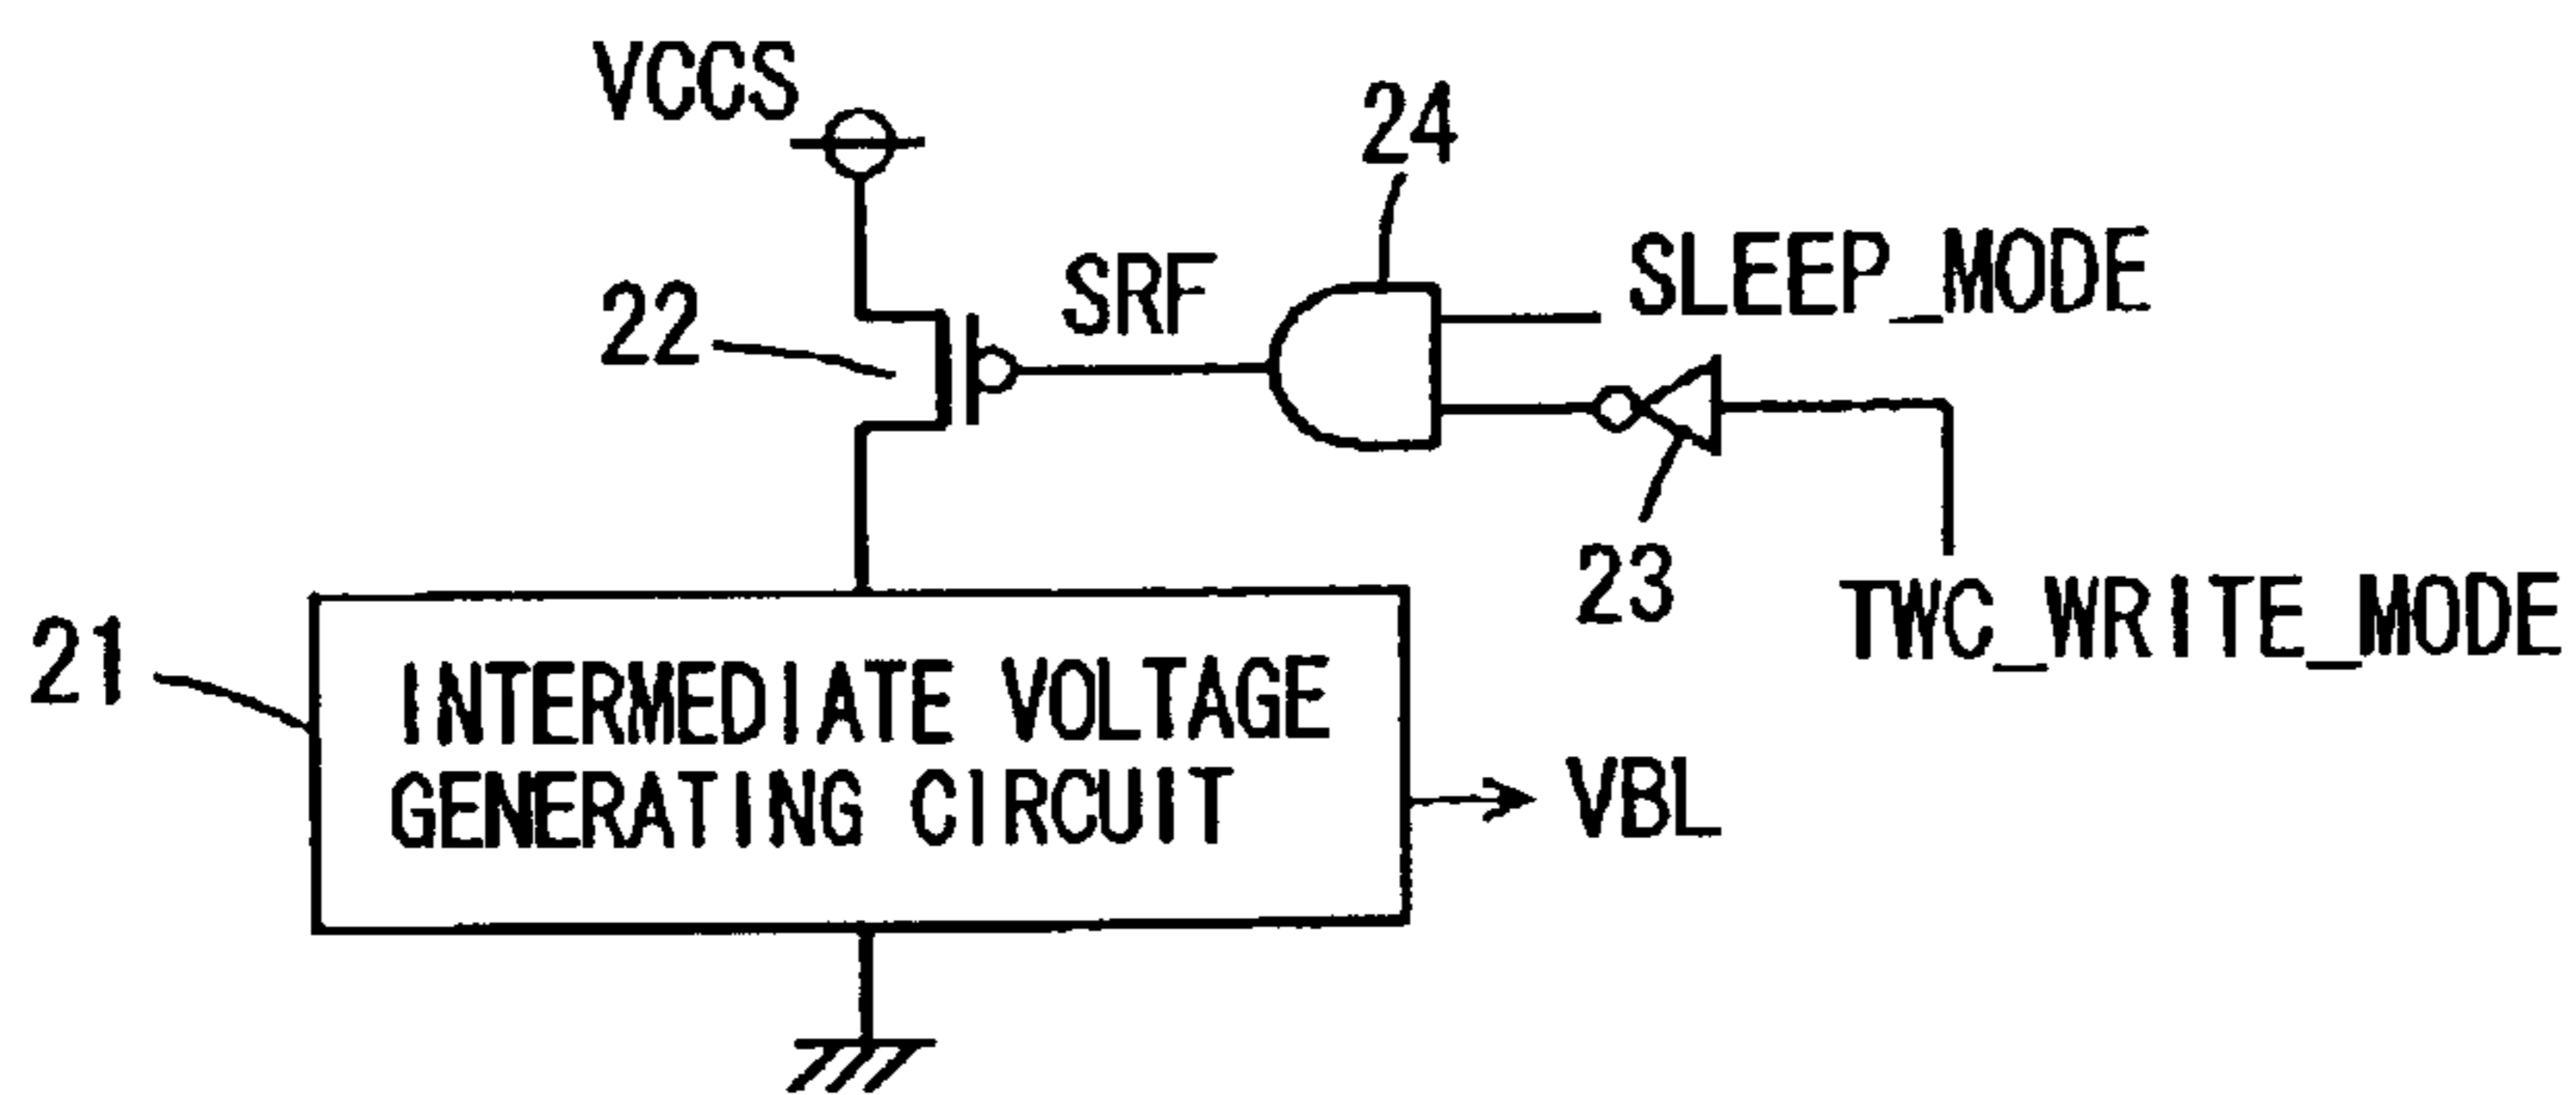 VCCS
24
SLEEP_MODE
SRF
22
23
TWC_WRITE_MODE
21
INTERMEDIATE VOLTAGE
GENERATING CIRCUIT
VBL